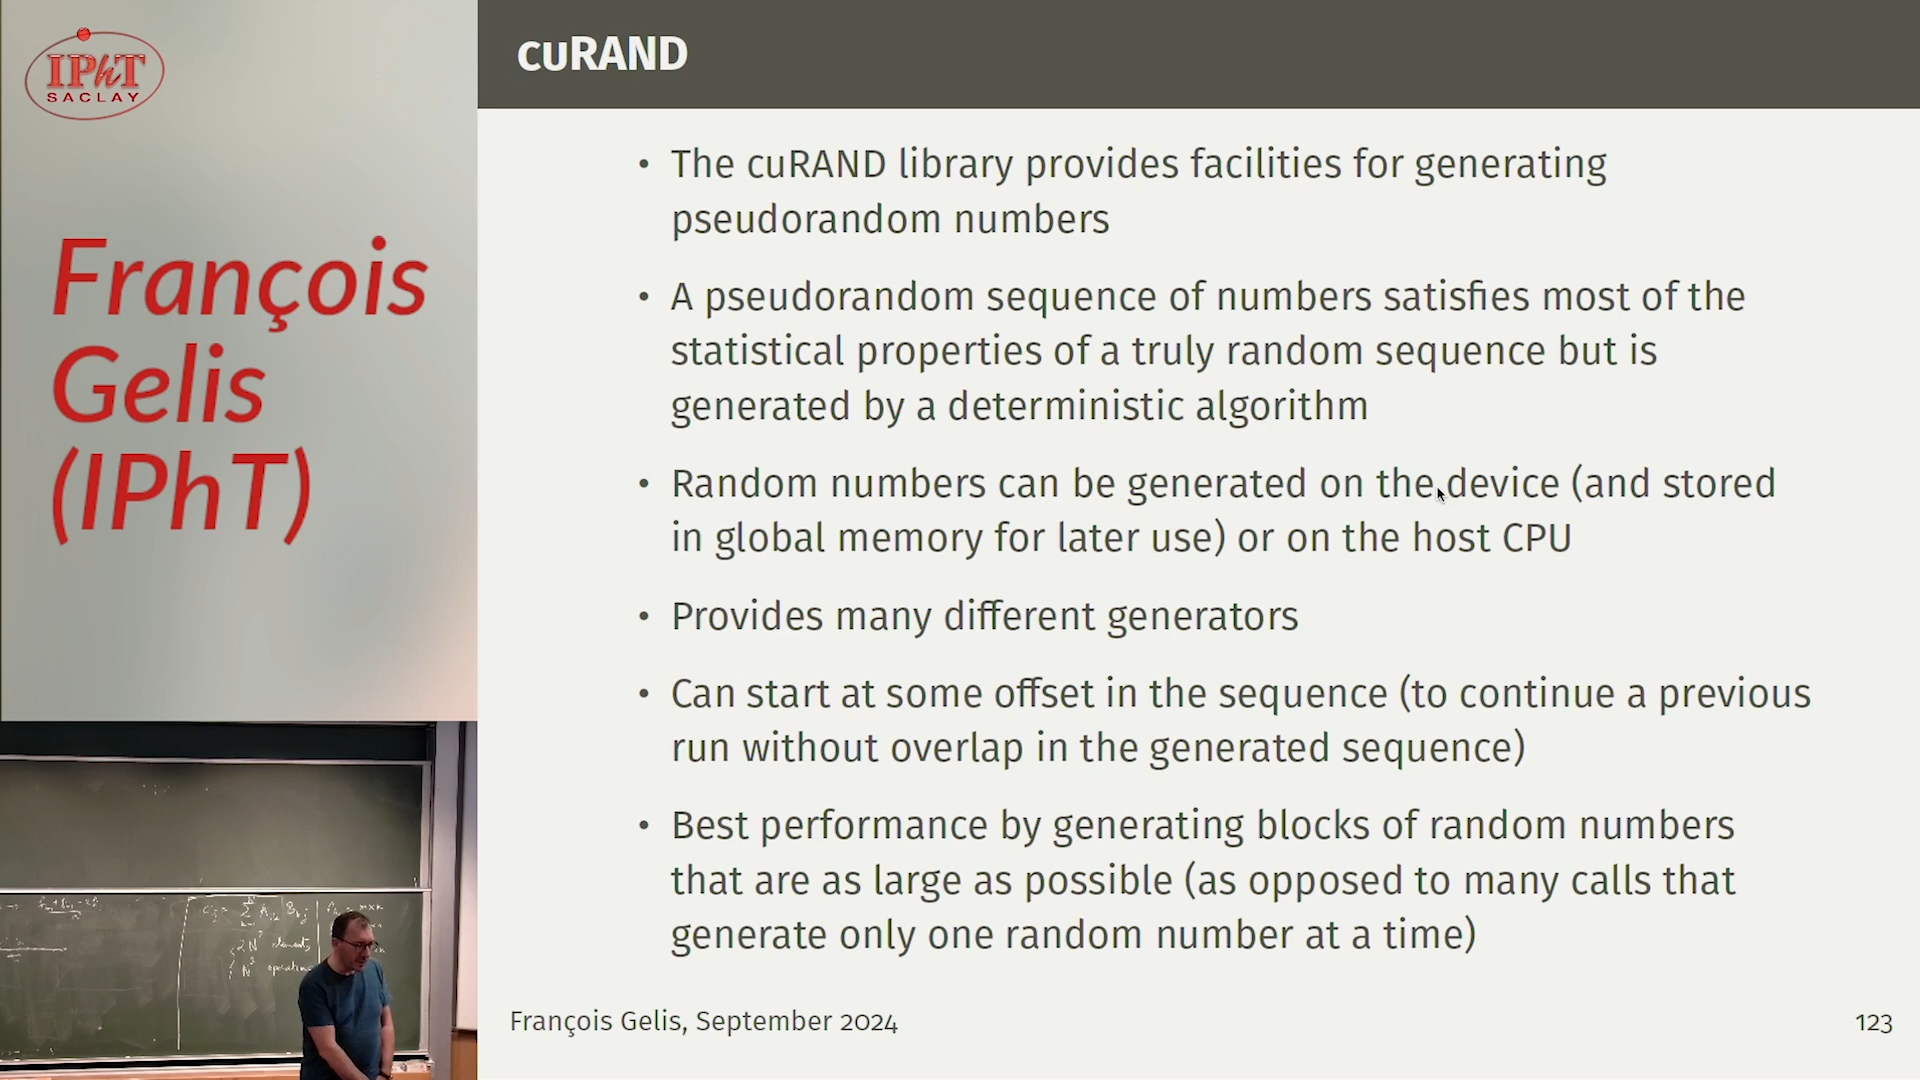 IPhT
SACLAY
François
Gelis
(IPhT)
cuRAND
• The cuRAND library provides facilities for generating
pseudorandom numbers
• A pseudorandom sequence of numbers satisfies most of the
statistical properties of a truly random sequence but is
generated by a deterministic algorithm
• Random numbers can be generated on the device (and stored
in global memory for later use) or on the host CPU
• Provides many different generators
• Can start at some offset in the sequence (to continue a previous
run without overlap in the generated sequence)
• Best performance by generating blocks of random numbers
that are as large as possible (as opposed to many calls that
generate only one random number at a time)
François Gelis, September 2024
123